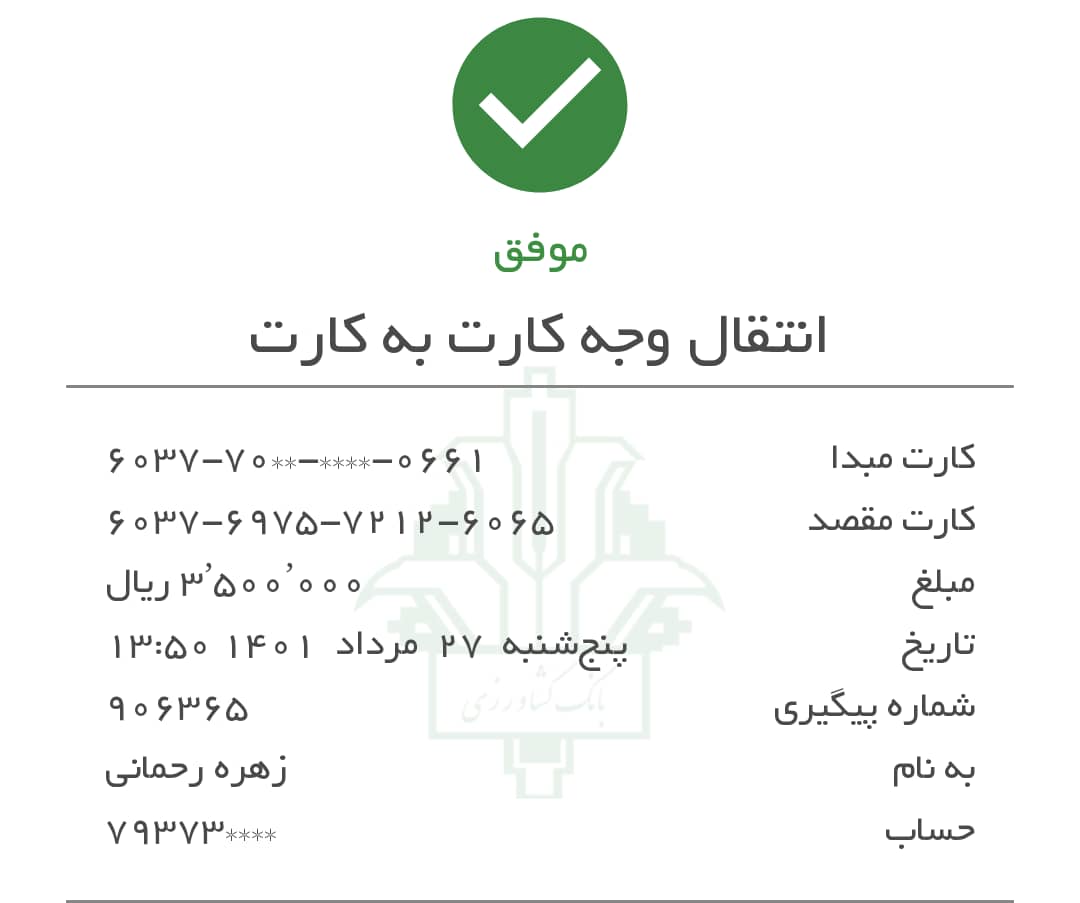 موفق
انتقال وجه کارت به کارت
کارت مبدا ۶۰۳۷-۷۰**-****-۰۶۶۱
کارت مقصد ۶۰۳۷-۶۹۷۵-۷۲۱۲-۶۰۶۵
مبلغ ۳٬۵۰۰٬۰۰۰ ریال
تاریخ پنج‌شنبه ۲۷ مرداد ۱۴۰۱ ۱۳:۵۰
شماره پیگیری ۹۰۶۳۶۵
بانک کشاورزی
به نام زهره رحمانی
حساب ۷۹۳۷۳****